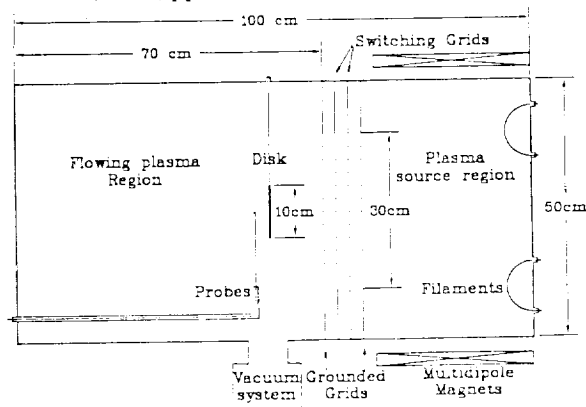 100 cm
70 cm
Switching Grids
Flowing plasma
Region
Disk
Plasma
source region
10cm
30cm
50cm
Probes
Filaments
Vacuum
system
Grounded
Grids
Multidipole
Magnets